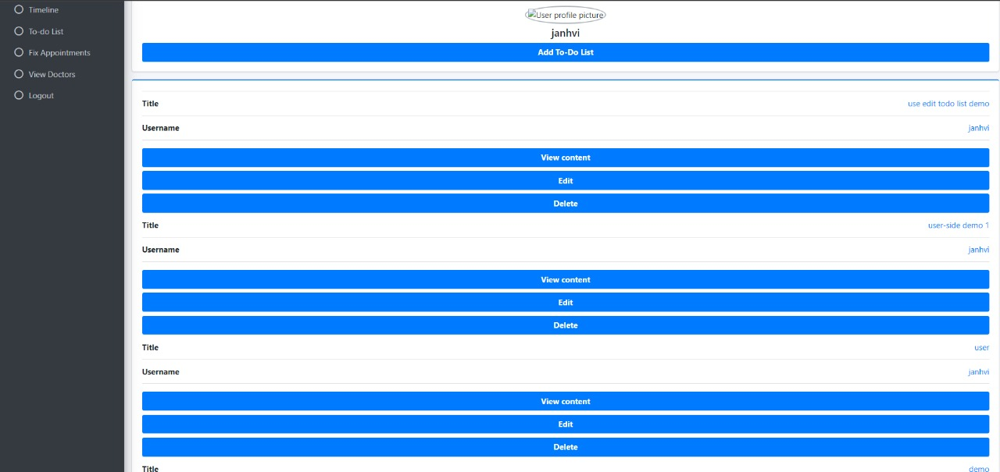 Timeline
To-do List
Fix Appointments
View Doctors
Logout
User profile picture
janhvi
Add To-Do List
Title use edit todo list demo
Username janhvi
View content
Edit
Delete
Title user-side demo 1
Username janhvi
View content
Edit
Delete
Title user
Username janhvi
View content
Edit
Delete
Title demo